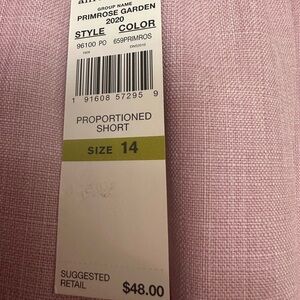 GROUP NAME
PRIMROSE GARDEN
2020
STYLE COLOR
96100 PO 659PRIMROS
1 91608 57295 9
PROPORTIONED
SHORT
SIZE 14
SUGGESTED
RETAIL $48.00